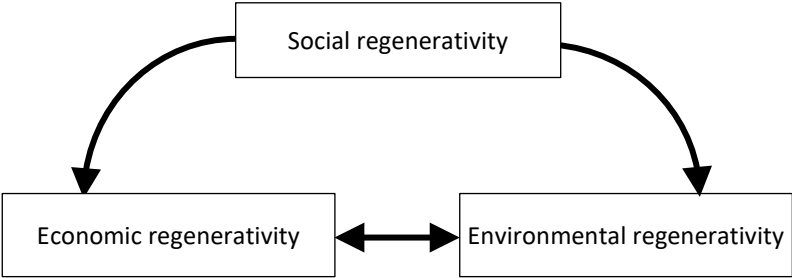 Social regenerativity
Economic regenerativity
Environmental regenerativity